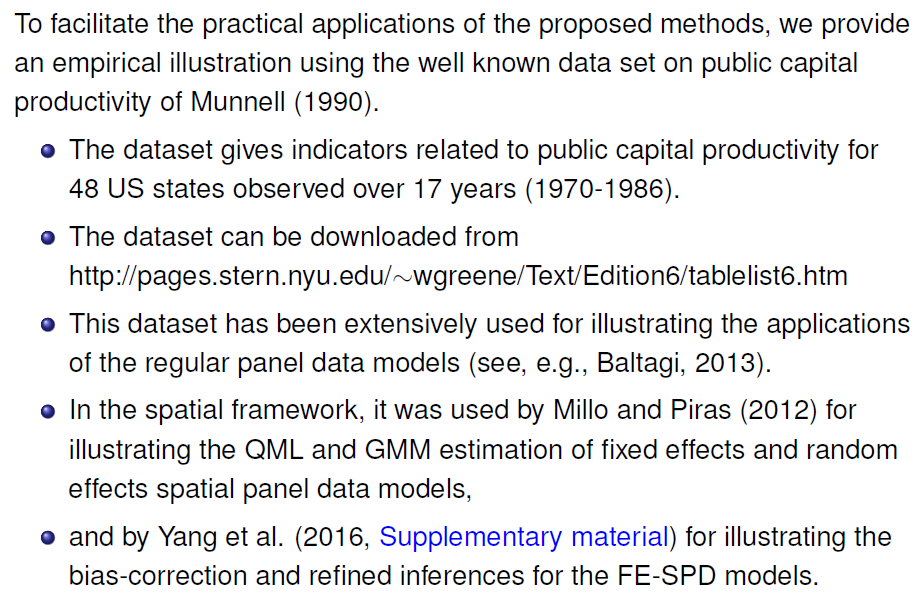 To facilitate the practical applications of the proposed methods, we provide
an empirical illustration using the well known data set on public capital
productivity of Munnell (1990).
The dataset gives indicators related to public capital productivity for
48 US states observed over 17 years (1970-1986).
The dataset can be downloaded from
http://pages.stern.nyu.edu/∼wgreene/Text/Edition6/tablelist6.htm
This dataset has been extensively used for illustrating the applications
of the regular panel data models (see, e.g., Baltagi, 2013).
In the spatial framework, it was used by Millo and Piras (2012) for
illustrating the QML and GMM estimation of fixed effects and random
effects spatial panel data models,
and by Yang et al. (2016, Supplementary material) for illustrating the
bias-correction and refined inferences for the FE-SPD models.